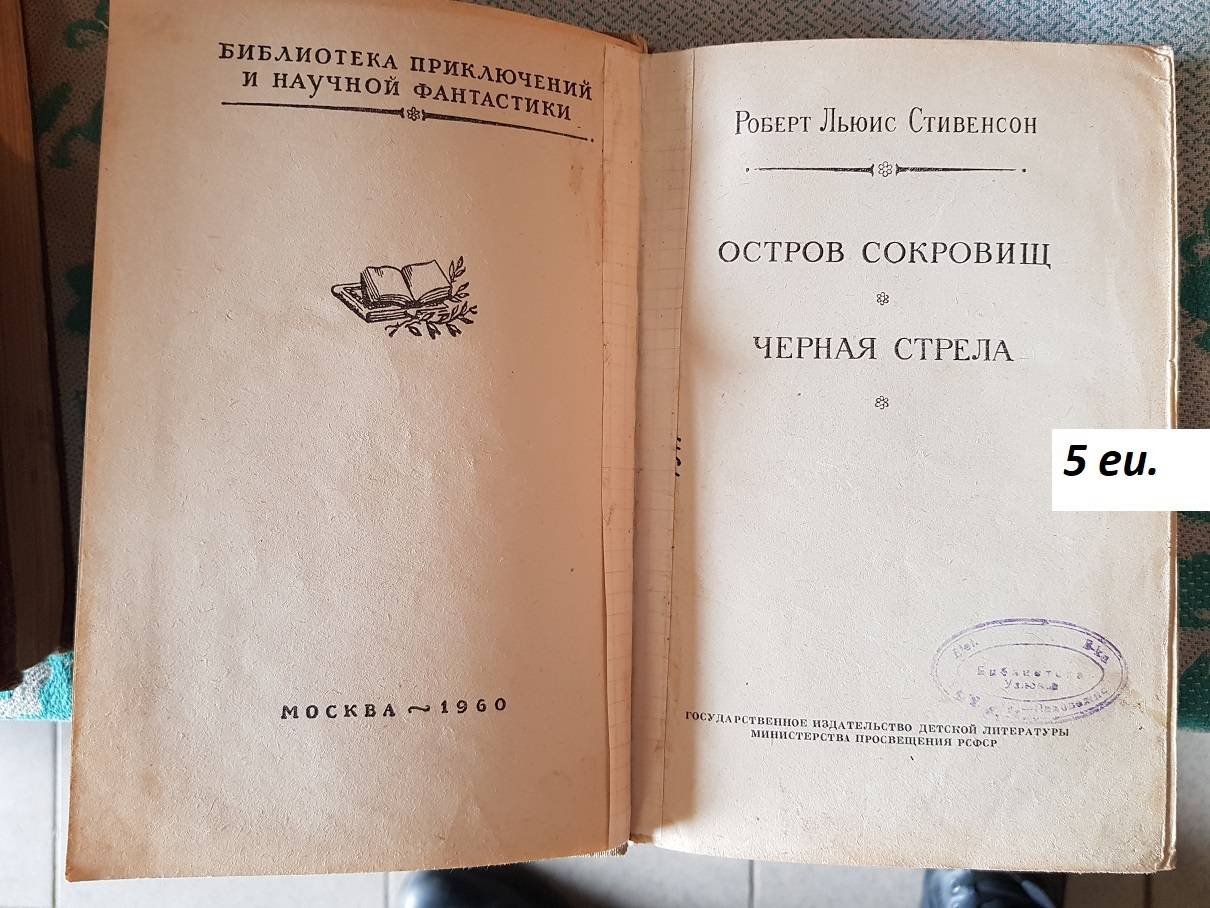 БИБЛИОТЕКА ПРИКЛЮЧЕНИЙ
И НАУЧНОЙ ФАНТАСТИКИ
МОСКВА ~ 1960
РОБЕРТ ЛЬЮИС СТИВЕНСОН
ОСТРОВ СОКРОВИЩ
ЧЕРНАЯ СТРЕЛА
5 eu.
Библиотека
ГОСУДАРСТВЕННОЕ ИЗДАТЕЛЬСТВО ДЕТСКОЙ ЛИТЕРАТУРЫ
МИНИСТЕРСТВА ПРОСВЕЩЕНИЯ РСФСР